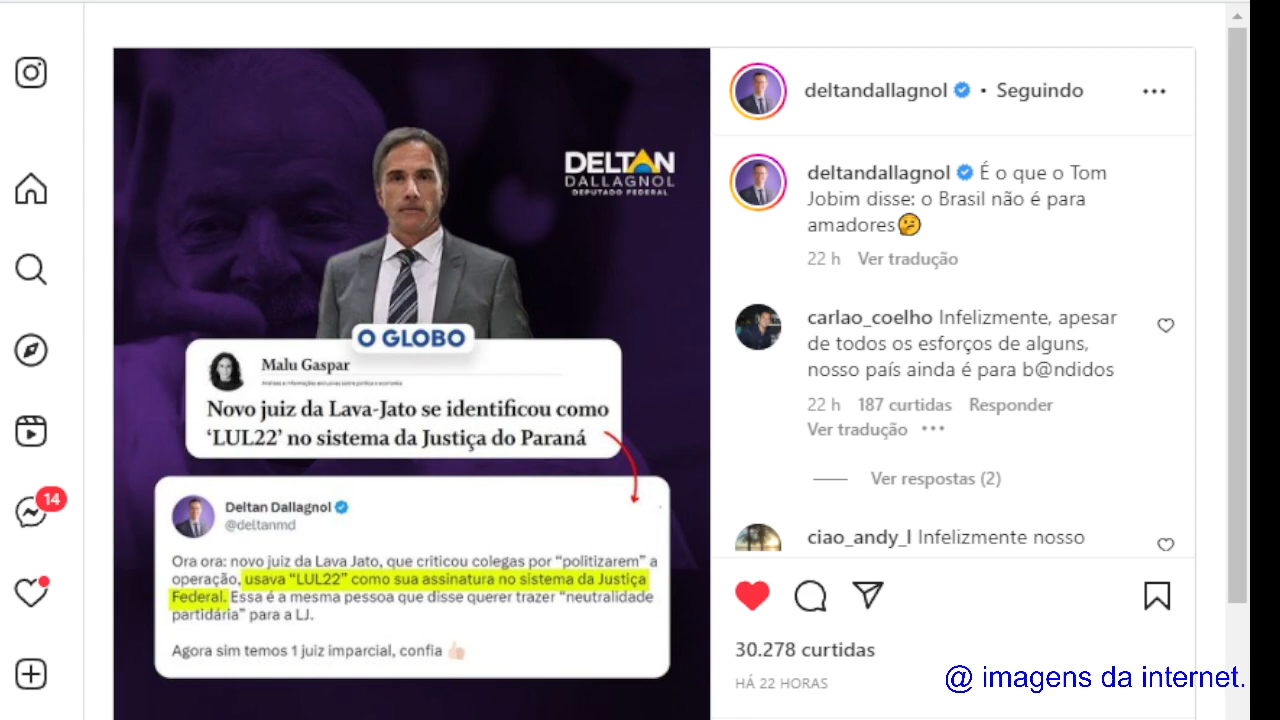 DELTAN
DALLAGNOL
DEPUTADO FEDERAL
O GLOBO
Malu Gaspar
Novo juiz da Lava-Jato se identificou como
‘LUL22’ no sistema da Justiça do Paraná
Deltan Dallagnol
@deltanmd
Ora ora: novo juiz da Lava Jato, que criticou colegas por “politizarem” a
operação, usava “LUL22” como sua assinatura no sistema da Justiça
Federal. Essa é a mesma pessoa que disse querer trazer “neutralidade
partidária” para a LJ.
Agora sim temos 1 juiz imparcial, confia 👍🏻
14
deltandallagnol • Seguindo
deltandallagnol É o que o Tom
Jobim disse: o Brasil não é para
amadores🤔
22 h Ver tradução
carlao_coelho Infelizmente, apesar
de todos os esforços de alguns,
nosso país ainda é para b@ndidos
22 h 187 curtidas Responder
Ver tradução •••
Ver respostas (2)
ciao_andy_l Infelizmente nosso
30.278 curtidas
HÁ 22 HORAS
@ imagens da internet.